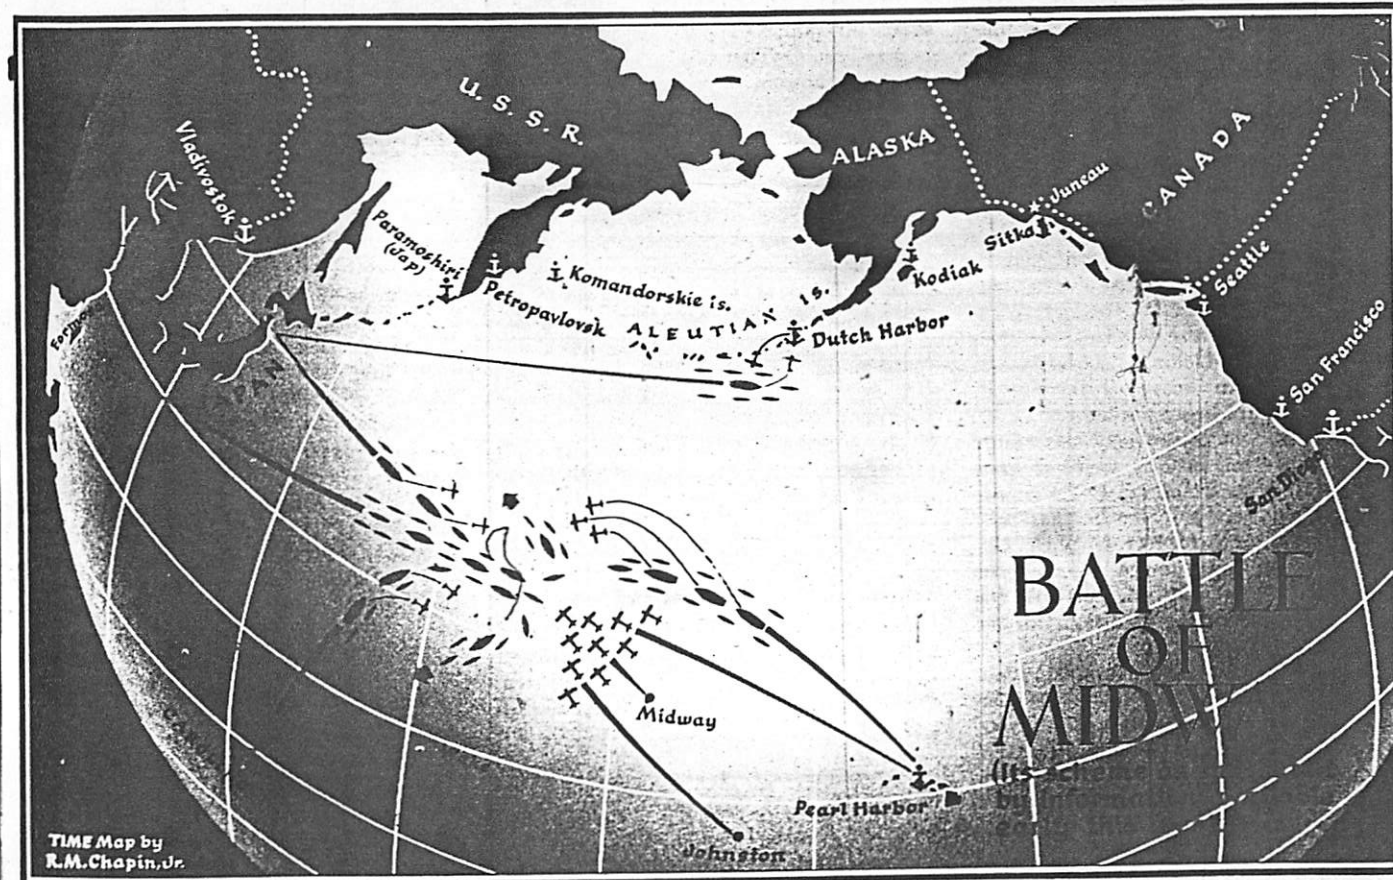 U.S.S.R.
ALASKA
CANADA
Vladivostok
Juneau
Sitka
Paramoshiri
(Jap)
Kodiak
Seattle
Petropavlovsk
Komandorskie is.
ALEUTIAN IS.
Dutch Harbor
San Francisco
San Diego
BATTLE
OF
Midway
Pearl Harbor
Johnston
TIME Map by
R.M.Chapin,Jr.